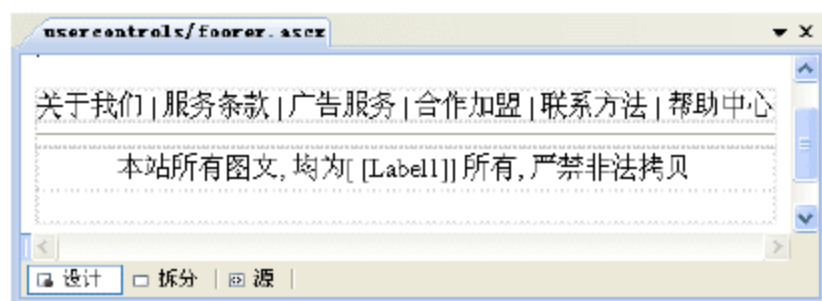 usercontrols/foorer.ascx
关于我们 | 服务条款 | 广告服务 | 合作加盟 | 联系方法 | 帮助中心
本站所有图文, 均为[ [Label1]] 所有, 严禁非法拷贝
设计 拆分 源